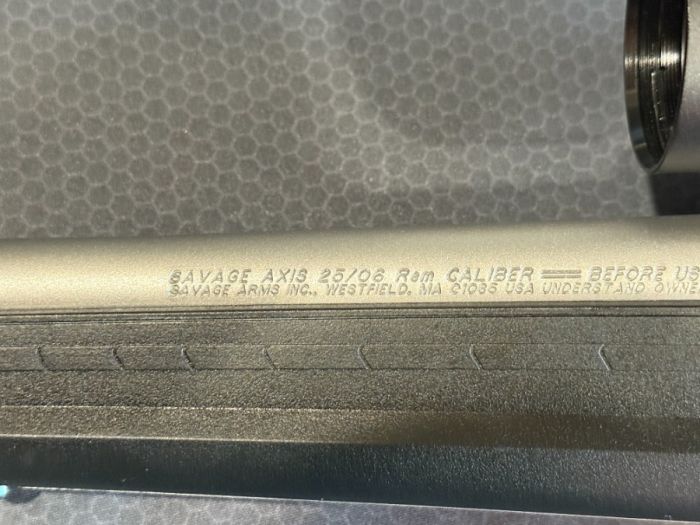 SAVAGE AXIS 25/06 Rem CALIBER == BEFORE US
SAVAGE ARMS INC., WESTFIELD, MA 01085 USA UNDERSTAND OWNE